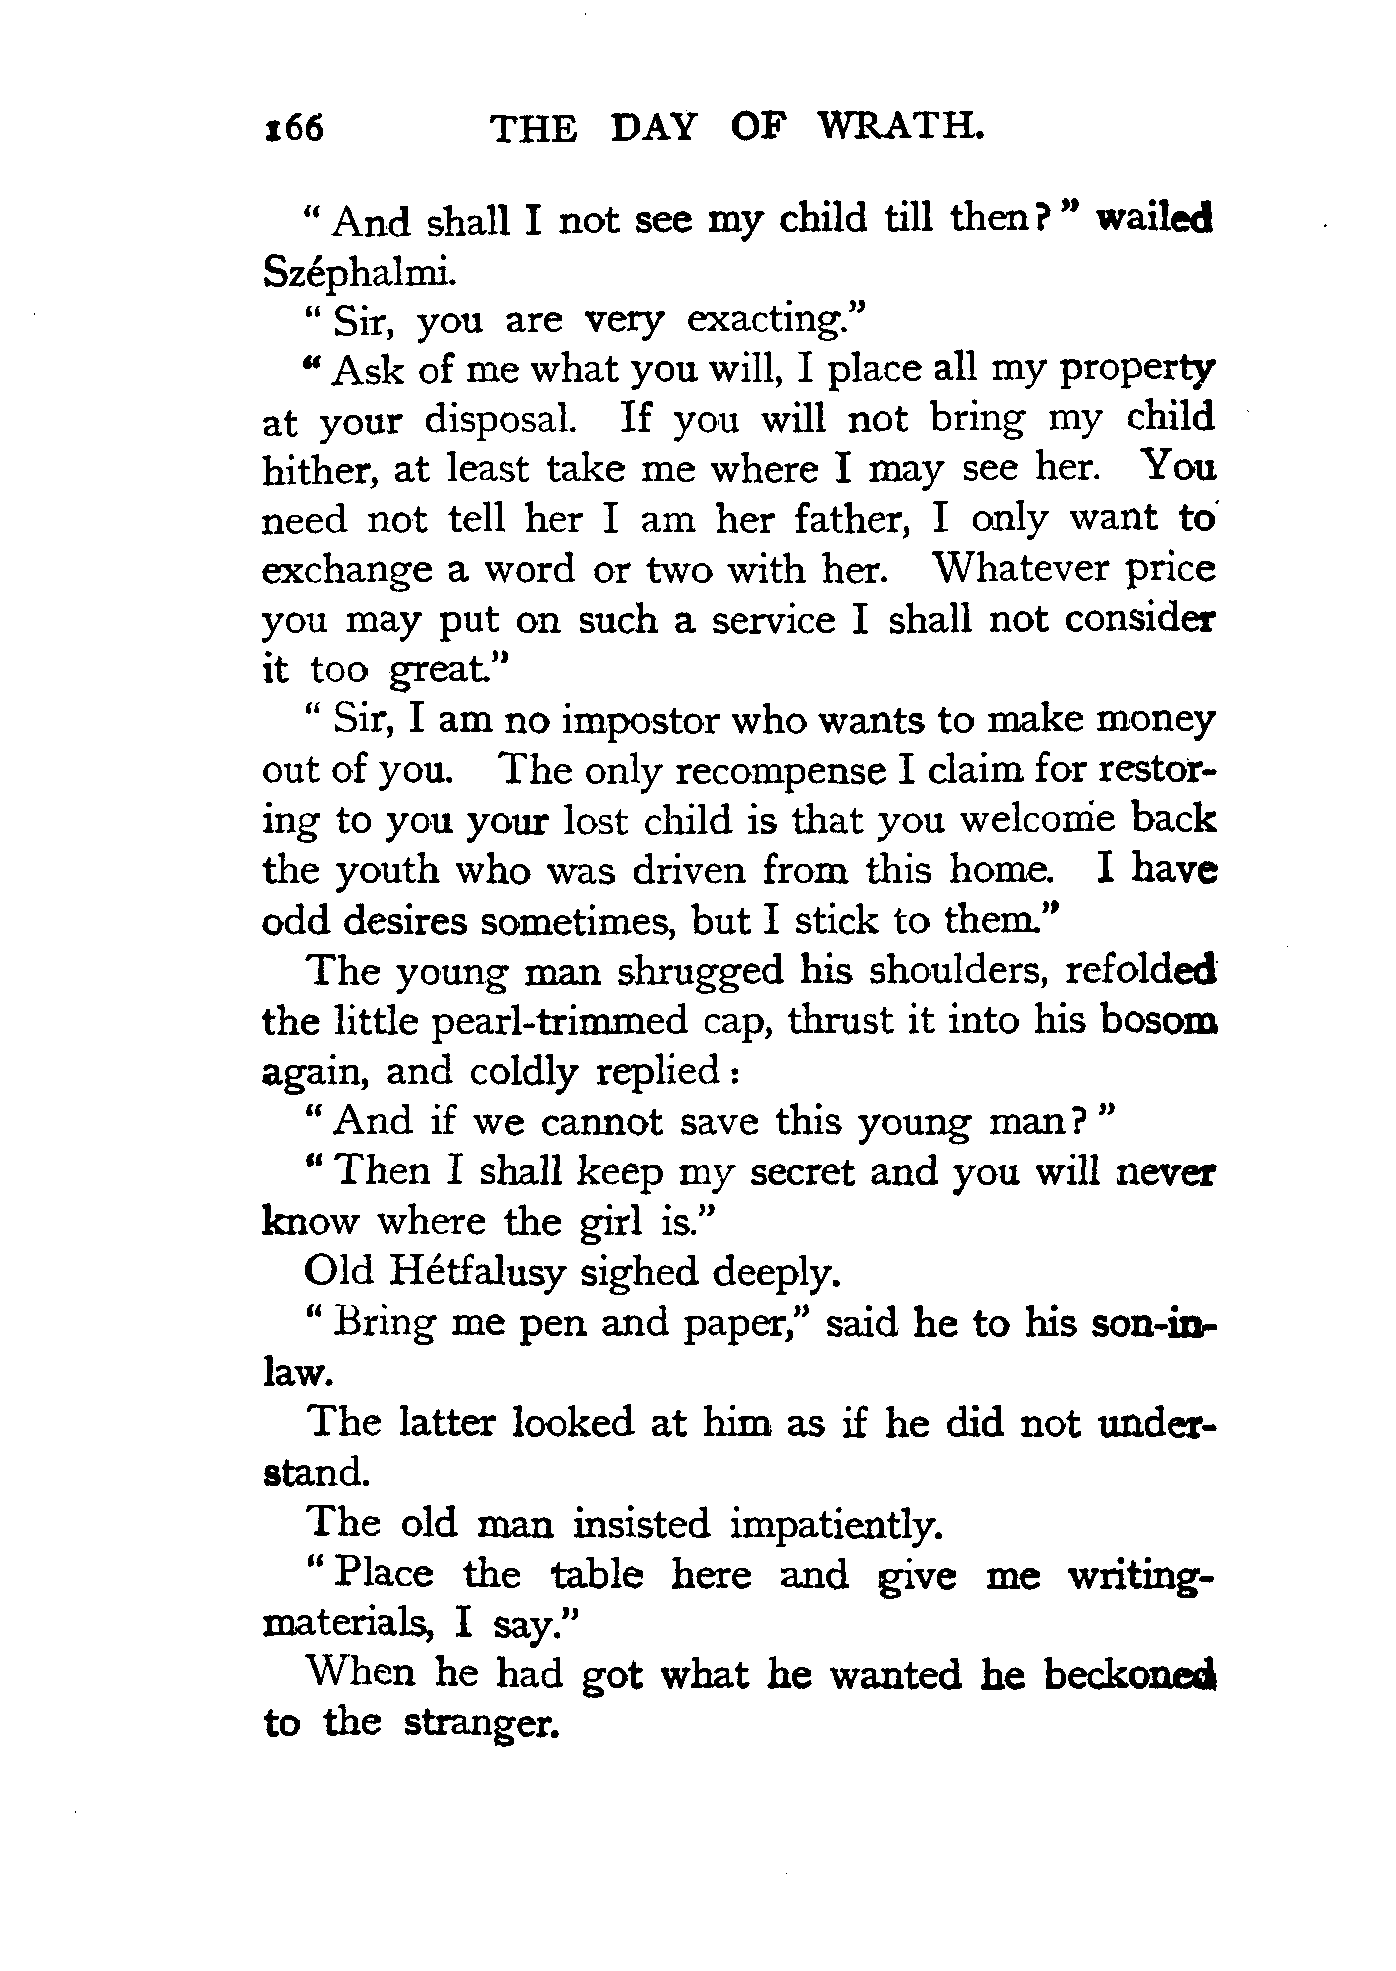 166 THE DAY OF WRATH.
“ And shall I not see my child till then? ” wailed
Széphalmi.
“ Sir, you are very exacting.”
“ Ask of me what you will, I place all my property
at your disposal. If you will not bring my child
hither, at least take me where I may see her. You
need not tell her I am her father, I only want to
exchange a word or two with her. Whatever price
you may put on such a service I shall not consider
it too great.”
“ Sir, I am no impostor who wants to make money
out of you. The only recompense I claim for restor-
ing to you your lost child is that you welcome back
the youth who was driven from this home. I have
odd desires sometimes, but I stick to them.”
The young man shrugged his shoulders, refolded
the little pearl-trimmed cap, thrust it into his bosom
again, and coldly replied :
“ And if we cannot save this young man? ”
“ Then I shall keep my secret and you will never
know where the girl is.”
Old Hétfalusy sighed deeply.
“ Bring me pen and paper,” said he to his son-in-
law.
The latter looked at him as if he did not under-
stand.
The old man insisted impatiently.
“ Place the table here and give me writing-
materials, I say.”
When he had got what he wanted he beckoned
to the stranger.